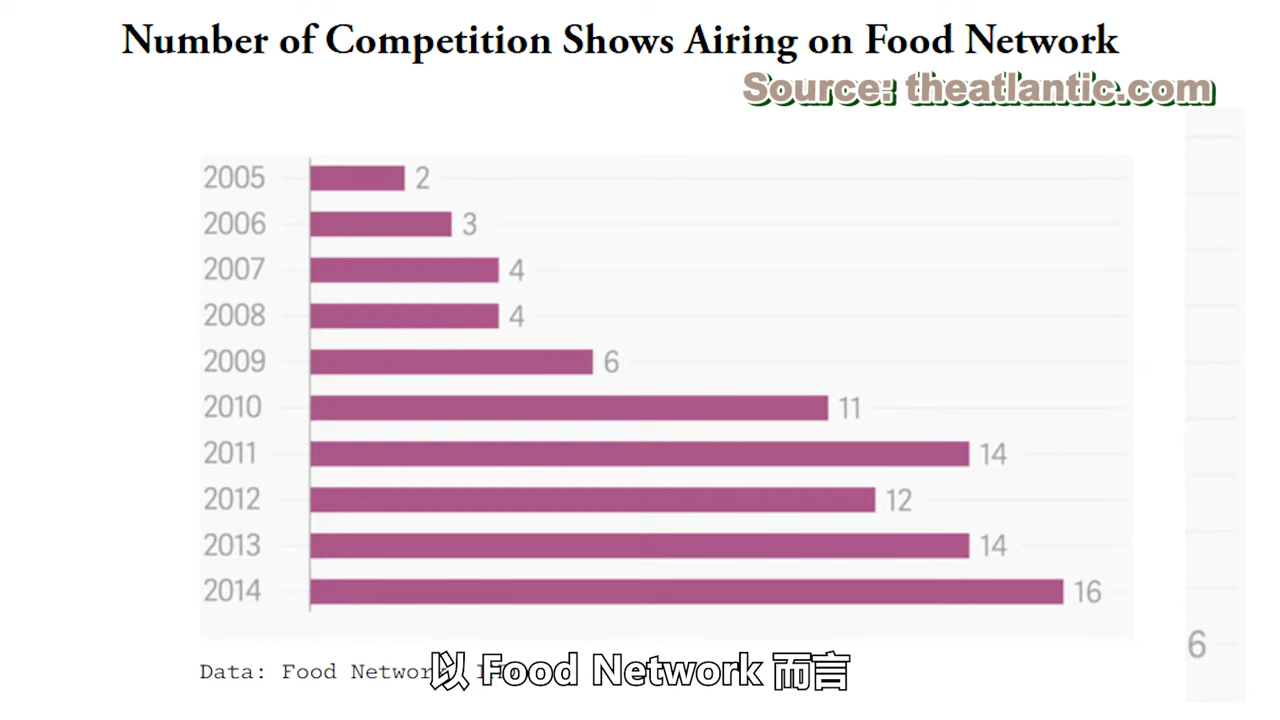 Number of Competition Shows Airing on Food Network
Source: theatlantic.com
2005 2
2006 3
2007 4
2008 4
2009 6
2010 11
2011 14
2012 12
2013 14
2014 16
6
Data: Food Network
以 Food Network 而言